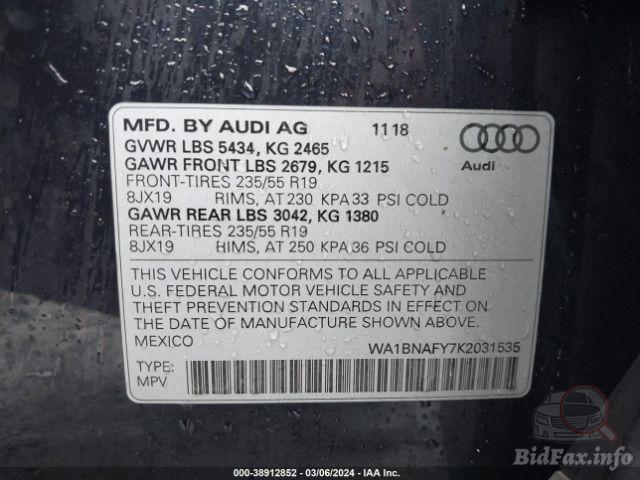 MFD. BY AUDI AG 11 18
GVWR LBS 5434, KG 2465
GAWR FRONT LBS 2679, KG 1215
FRONT-TIRES 235/55 R19
8JX19 RIMS, AT 230 KPA 33 PSI COLD
GAWR REAR LBS 3042, KG 1380
REAR-TIRES 235/55 R19
8JX19 RIMS, AT 250 KPA 36 PSI COLD
Audi
THIS VEHICLE CONFORMS TO ALL APPLICABLE
U.S. FEDERAL MOTOR VEHICLE SAFETY AND
THEFT PREVENTION STANDARDS IN EFFECT ON
THE DATE OF MANUFACTURE SHOWN ABOVE.
MEXICO WA1BNAFY7K2031535
TYPE:
MPV
BidFax.info
000-38912852 - 03/06/2024 - IAA Inc.